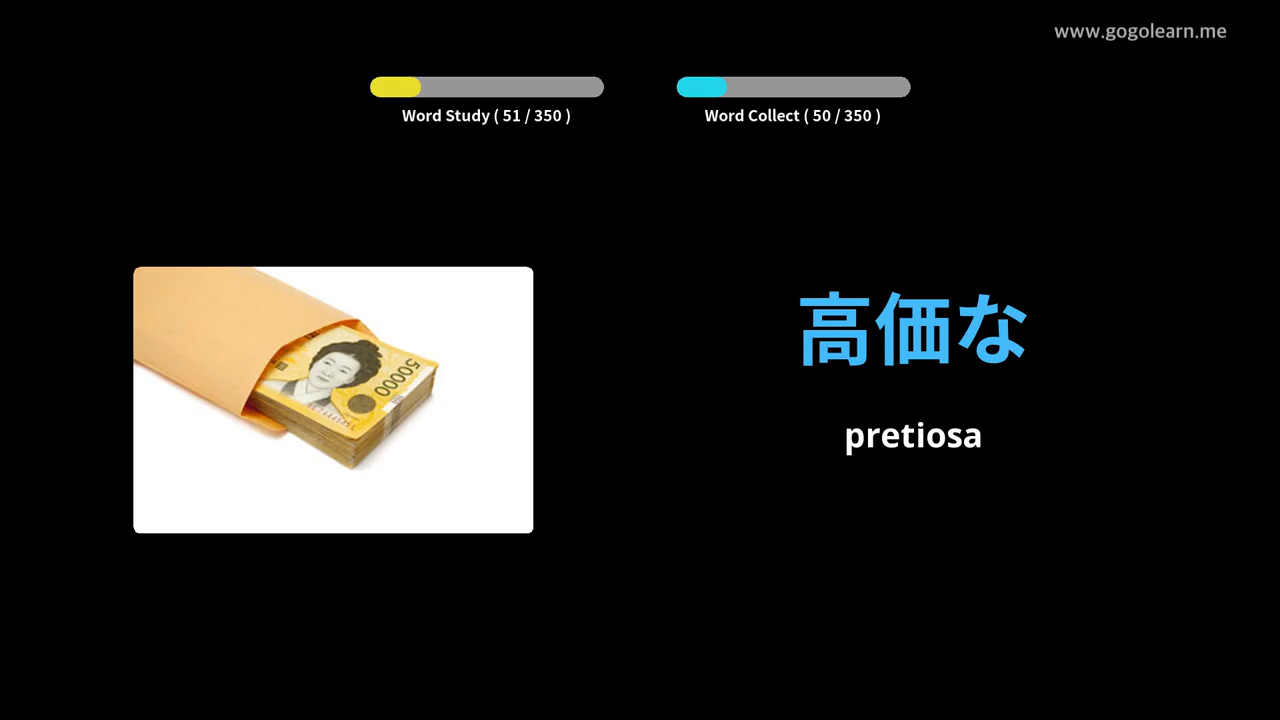 www.gogolearn.me
Word Study ( 51 / 350 )
Word Collect ( 50 / 350 )
50000
高価な
pretiosa